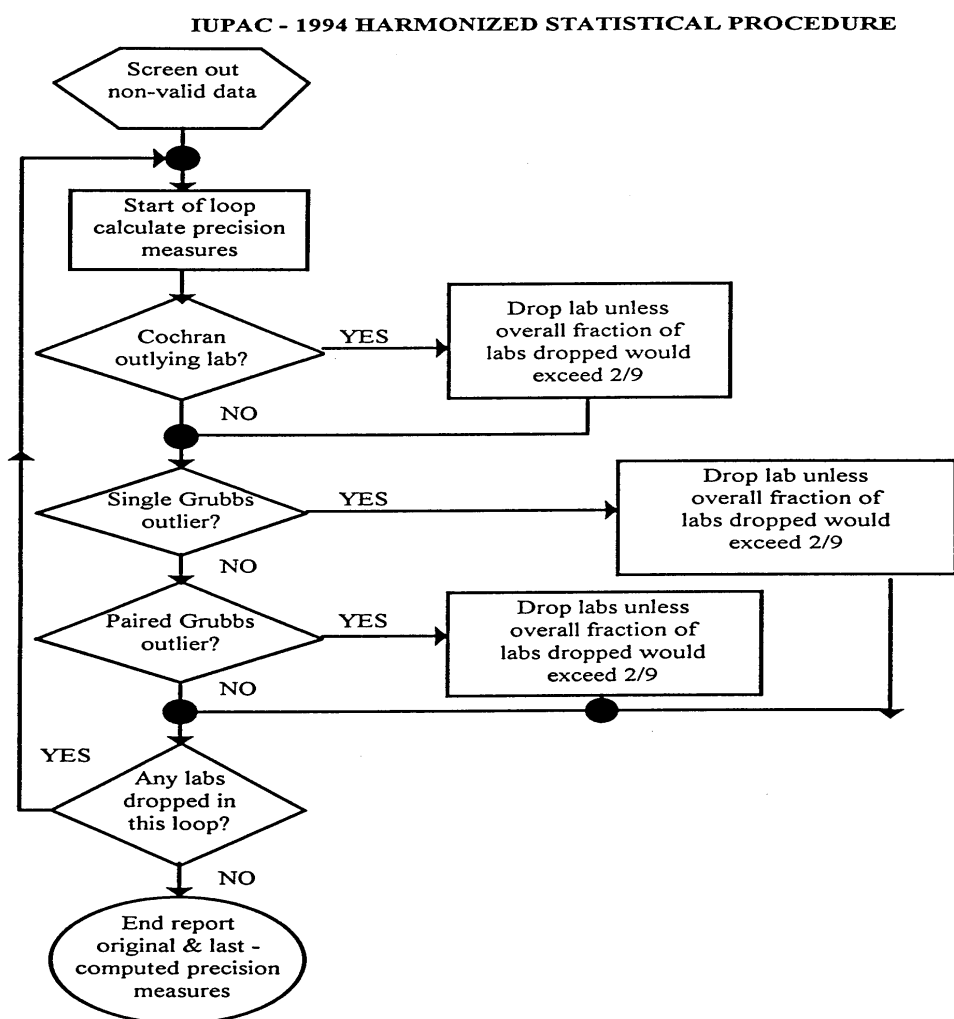 IUPAC - 1994 HARMONIZED STATISTICAL PROCEDURE
Screen out
non-valid data
Start of loop
calculate precision
measures
Cochran
outlying lab?
YES
Drop lab unless
overall fraction of
labs dropped would
exceed 2/9
NO
Single Grubbs
outlier?
YES
Drop lab unless
overall fraction of
labs dropped would
exceed 2/9
NO
Paired Grubbs
outlier?
YES
Drop labs unless
overall fraction of
labs dropped would
exceed 2/9
NO
YES
Any labs
dropped in
this loop?
NO
End report
original & last -
computed precision
measures